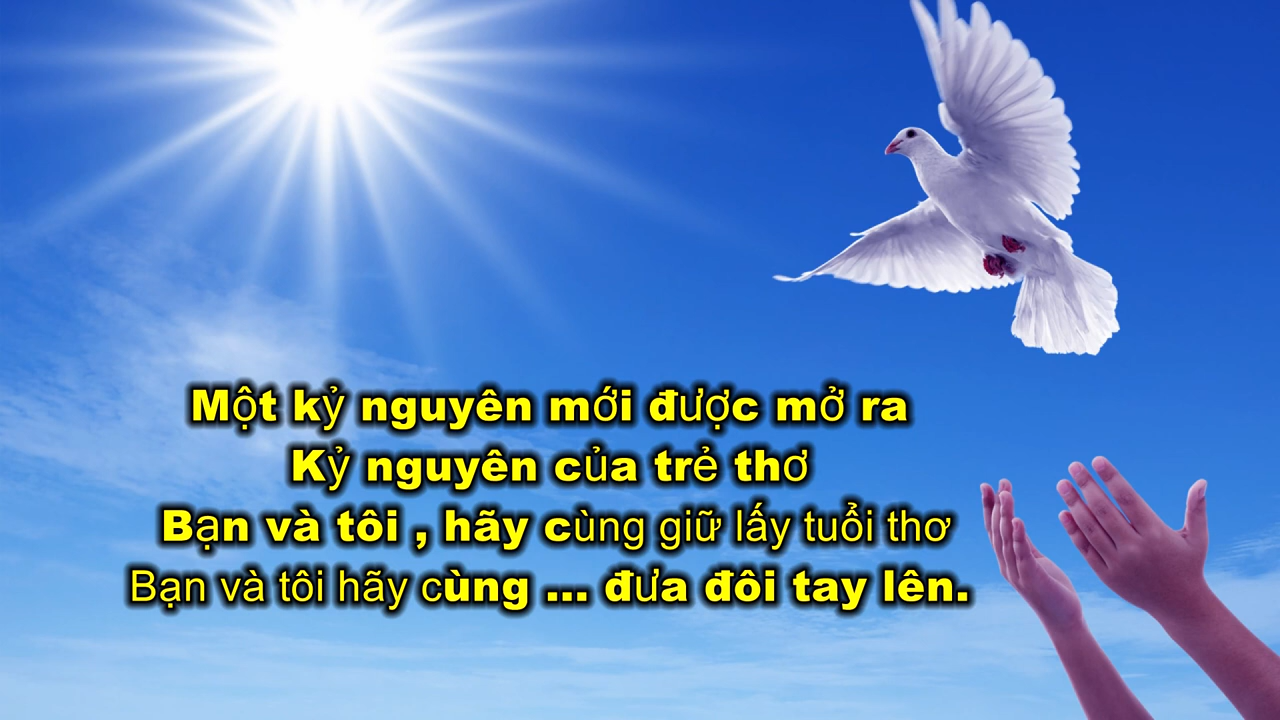 Một kỷ nguyên mới được mở ra
Kỷ nguyên của trẻ thơ
Bạn và tôi , hãy cùng giữ lấy tuổi thơ
Bạn và tôi hãy cùng ... đưa đôi tay lên.